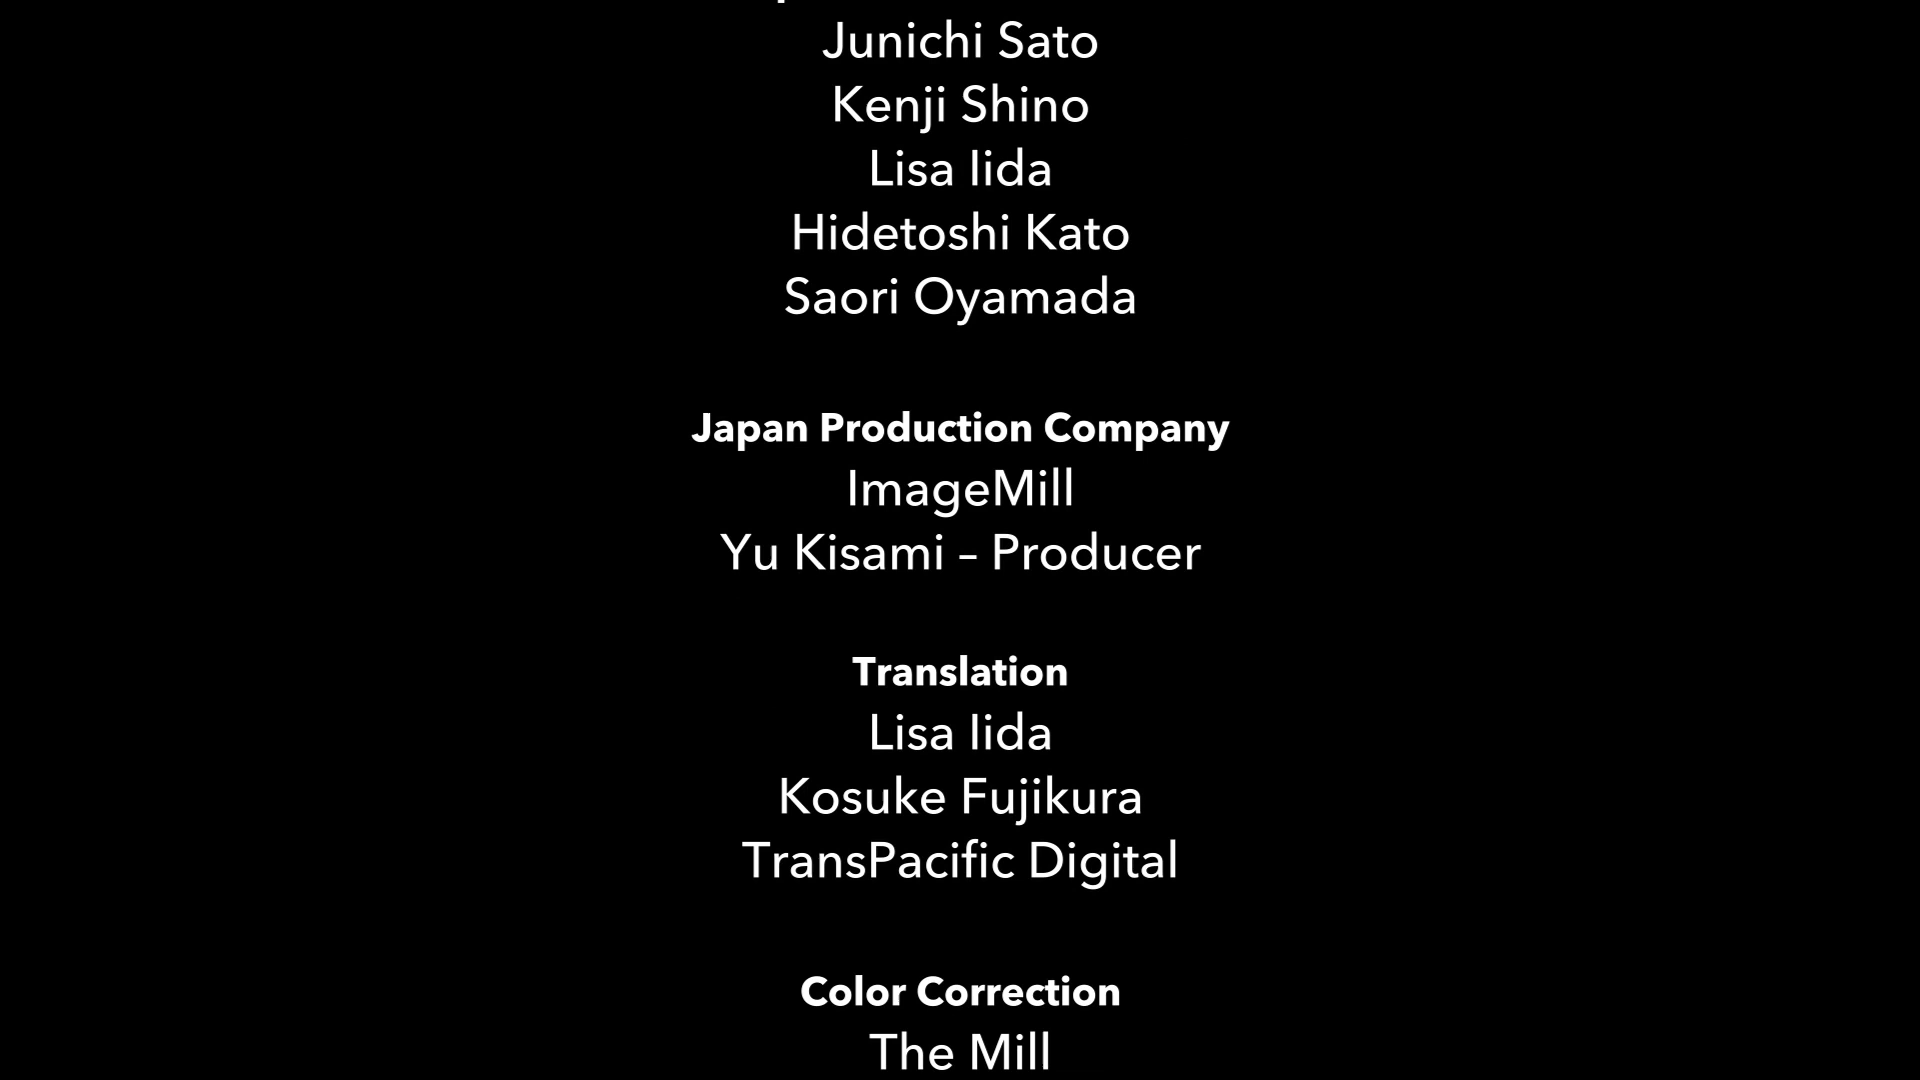 Junichi Sato
Kenji Shino
Lisa Iida
Hidetoshi Kato
Saori Oyamada
Japan Production Company
ImageMill
Yu Kisami – Producer
Translation
Lisa Iida
Kosuke Fujikura
TransPacific Digital
Color Correction
The Mill